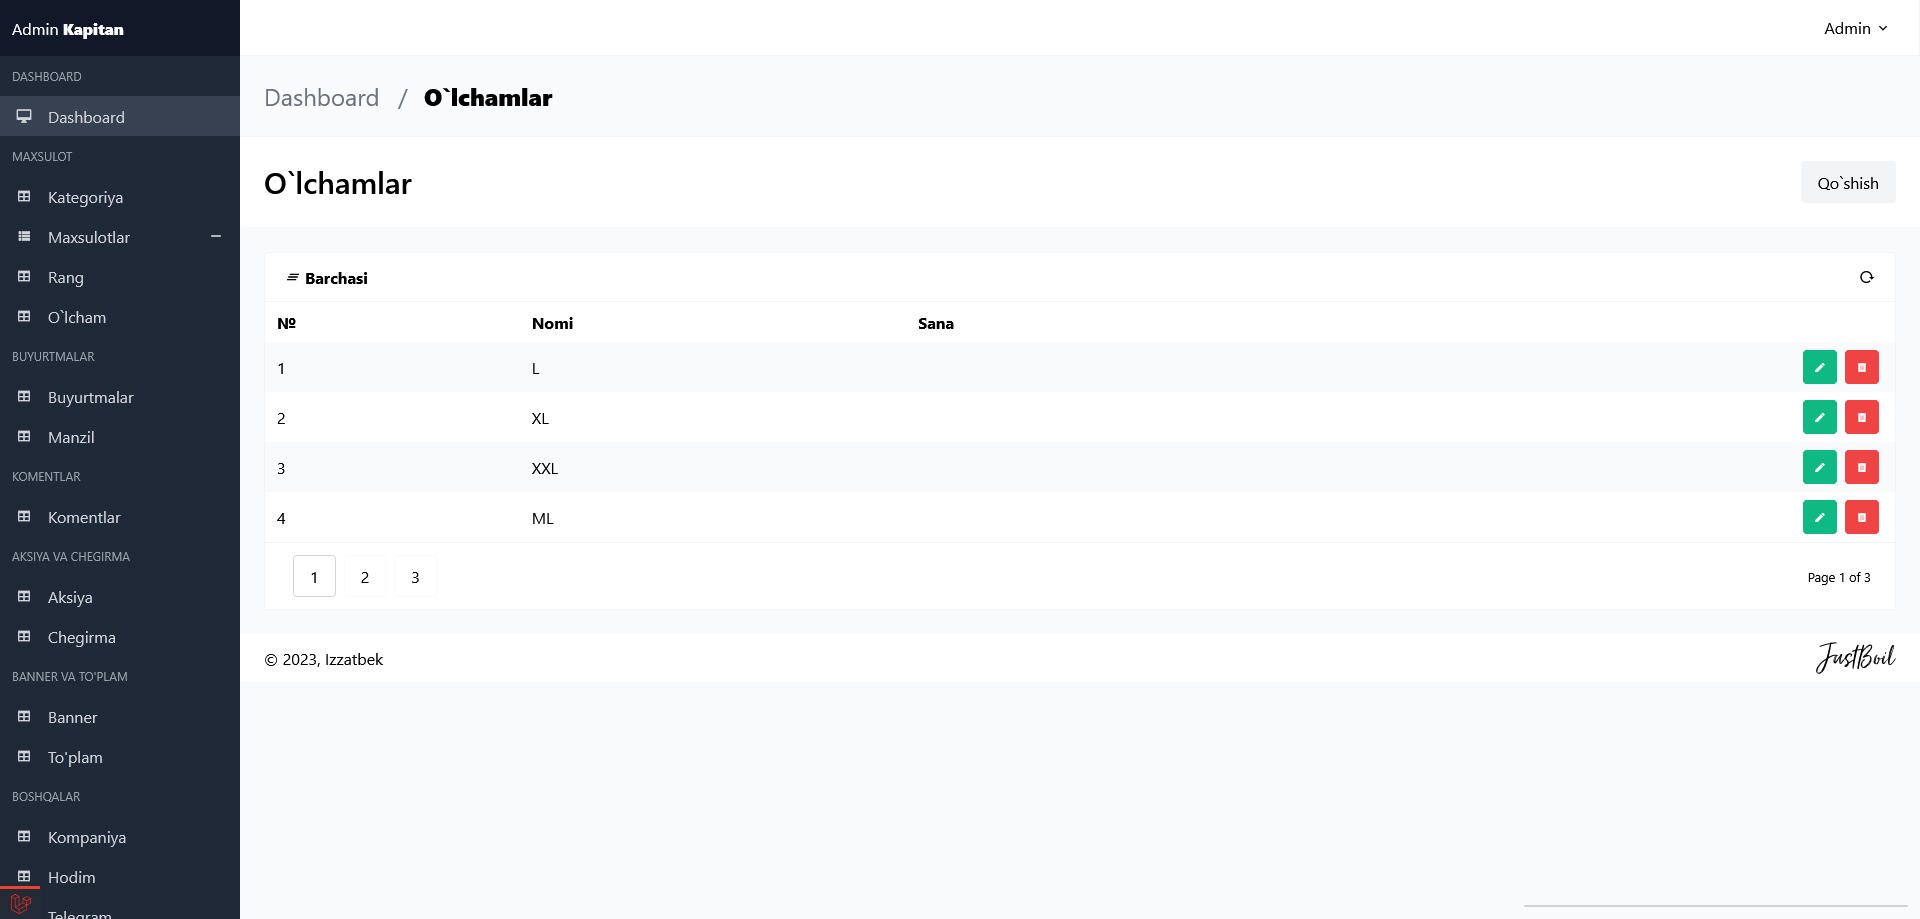 Admin Kapitan
Admin
DASHBOARD
Dashboard
MAXSULOT
Kategoriya
Maxsulotlar
Rang
O`lcham
BUYURTMALAR
Buyurtmalar
Manzil
KOMENTLAR
Komentlar
AKSIYA VA CHEGIRMA
Aksiya
Chegirma
BANNER VA TO'PLAM
Banner
To'plam
BOSHQALAR
Kompaniya
Hodim
Telegram
Dashboard / O`lchamlar
O`lchamlar
Qo`shish
Barchasi
№ Nomi Sana
1 L
2 XL
3 XXL
4 ML
1 2 3
Page 1 of 3
© 2023, Izzatbek
JustBoil